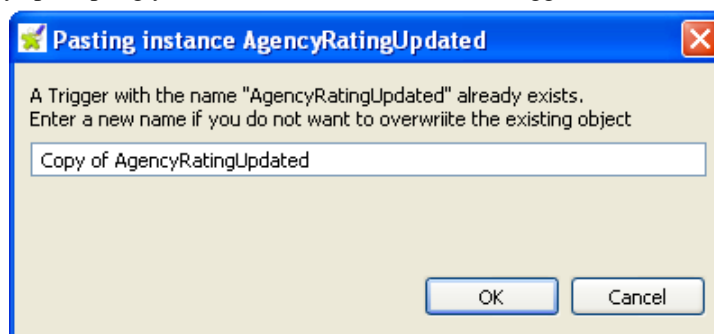 Pasting instance AgencyRatingUpdated
A Trigger with the name "AgencyRatingUpdated" already exists.
Enter a new name if you do not want to overwriite the existing object
Copy of AgencyRatingUpdated
OK Cancel